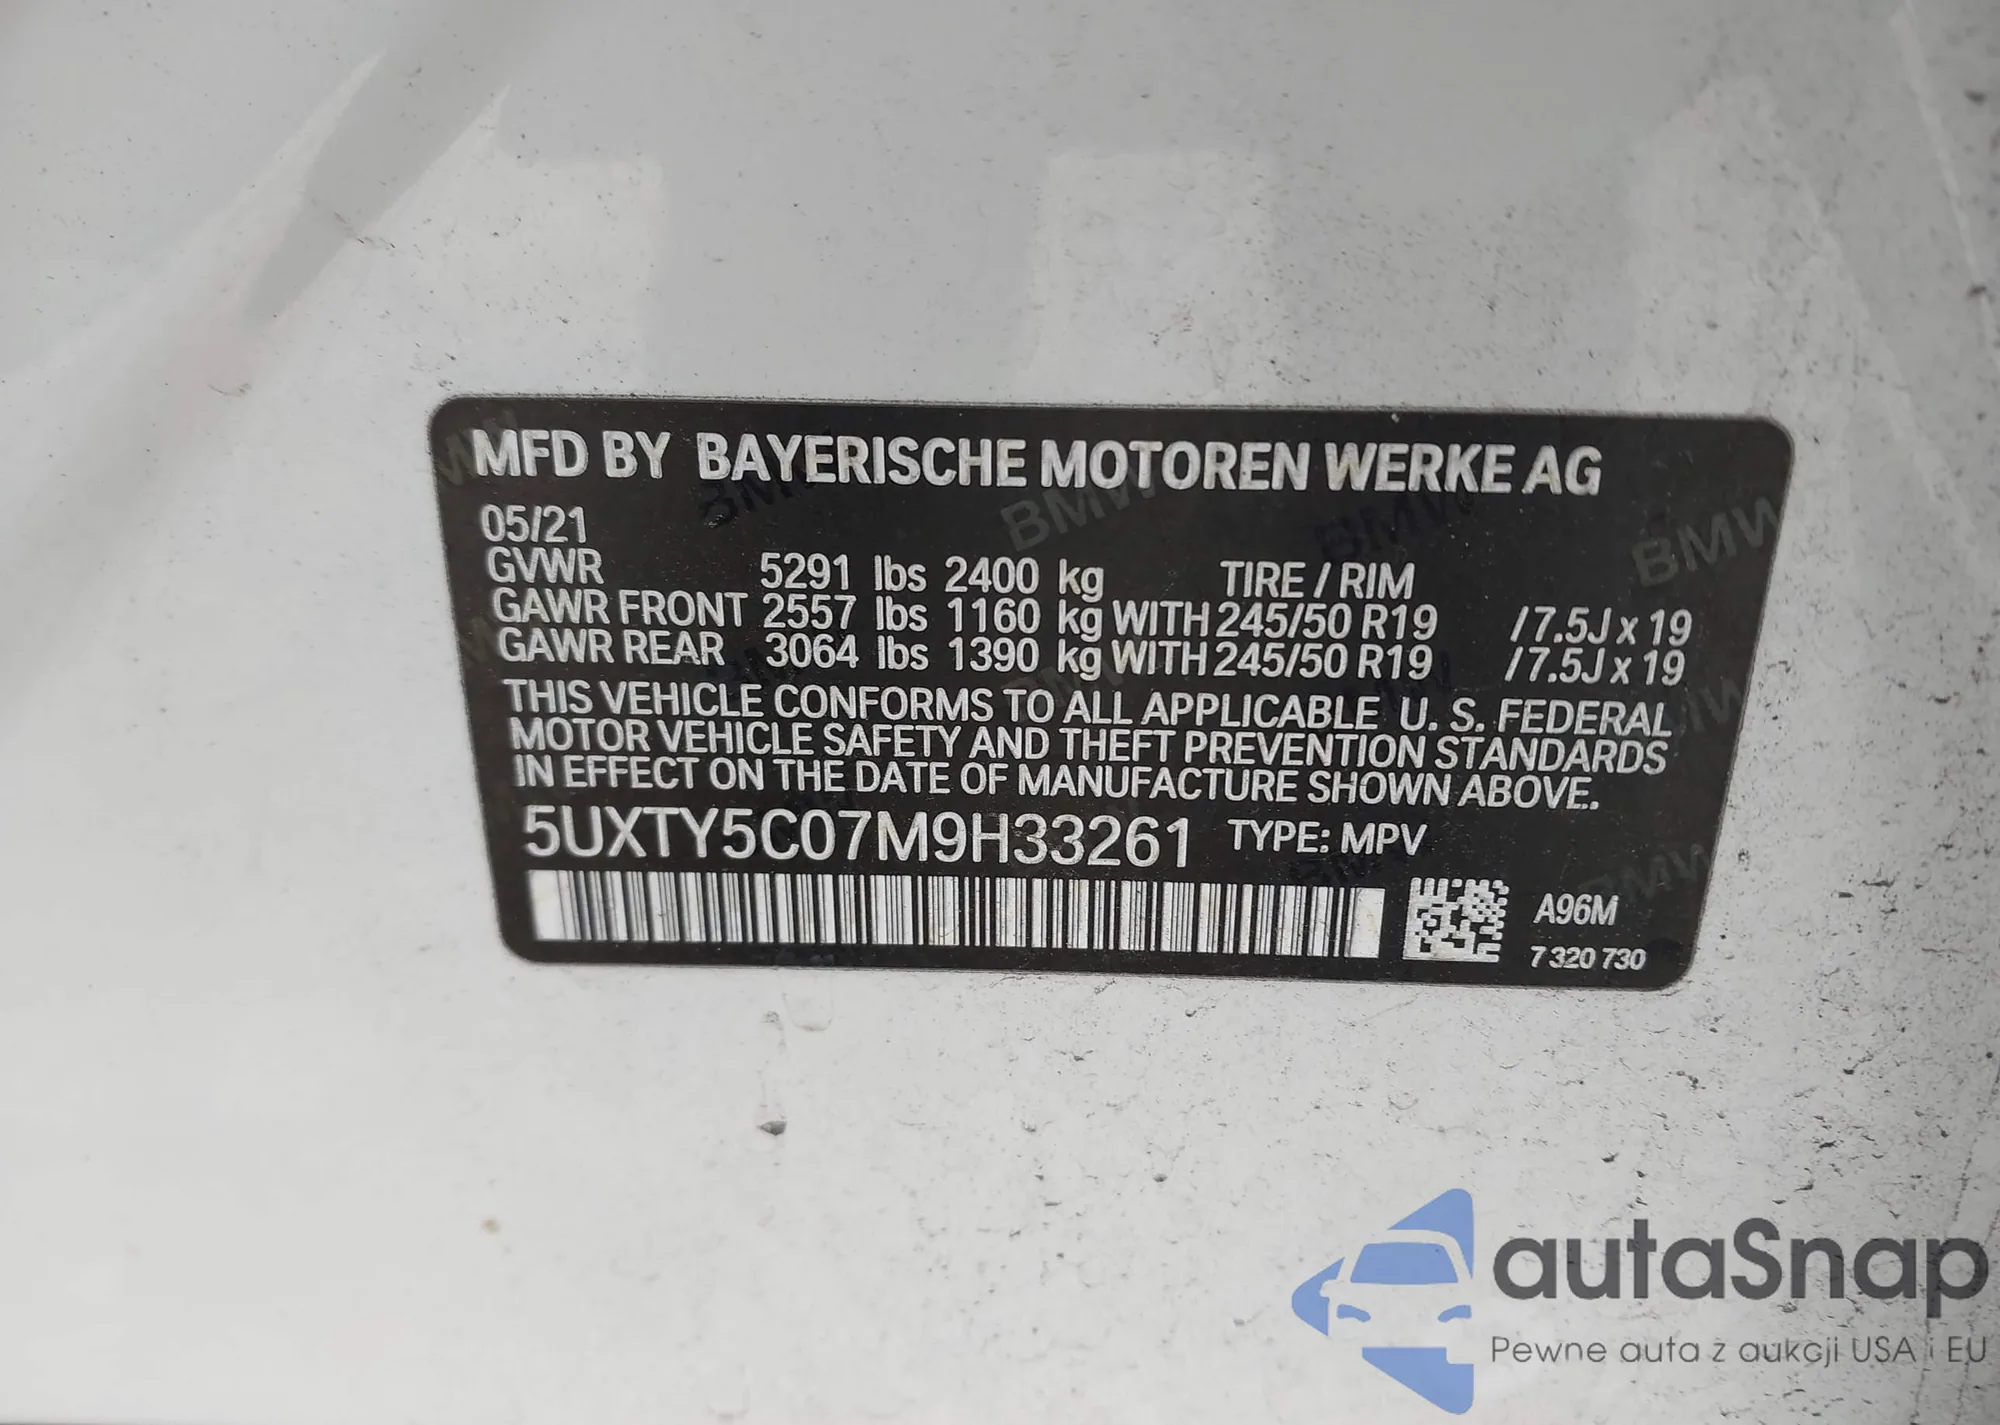 MFD BY BAYERISCHE MOTOREN WERKE AG
05/21
GVWR 5291 lbs 2400 kg TIRE / RIM
GAWR FRONT 2557 lbs 1160 kg WITH 245/50 R19 /7.5J x 19
GAWR REAR 3064 lbs 1390 kg WITH 245/50 R19 /7.5J x 19
THIS VEHICLE CONFORMS TO ALL APPLICABLE U. S. FEDERAL
MOTOR VEHICLE SAFETY AND THEFT PREVENTION STANDARDS
IN EFFECT ON THE DATE OF MANUFACTURE SHOWN ABOVE.
5UXTY5C07M9H33261 TYPE: MPV
A96M
7 320 730
autaSnap
Pewne auta z aukcji USA i EU